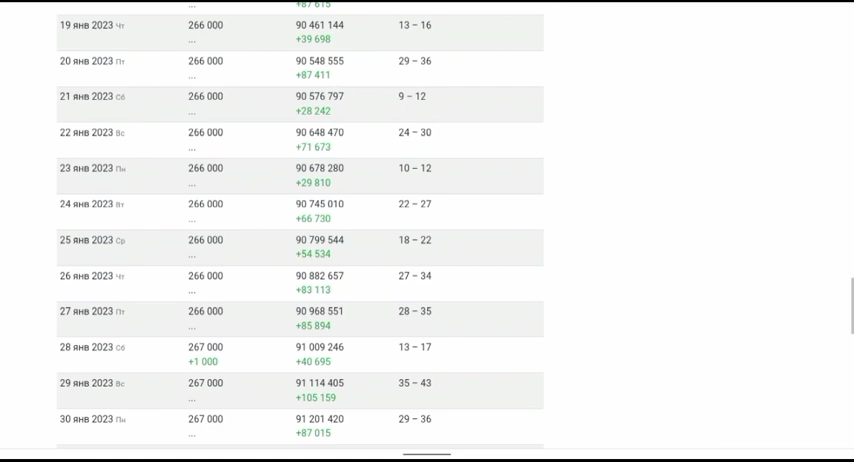 +87 615
19 янв 2023 Чт 266 000 90 461 144 13 – 16
... +39 698
20 янв 2023 Пт 266 000 90 548 555 29 – 36
... +87 411
21 янв 2023 Сб 266 000 90 576 797 9 – 12
... +28 242
22 янв 2023 Вс 266 000 90 648 470 24 – 30
... +71 673
23 янв 2023 Пн 266 000 90 678 280 10 – 12
... +29 810
24 янв 2023 Вт 266 000 90 745 010 22 – 27
... +66 730
25 янв 2023 Ср 266 000 90 799 544 18 – 22
... +54 534
26 янв 2023 Чт 266 000 90 882 657 27 – 34
... +83 113
27 янв 2023 Пт 266 000 90 968 551 28 – 35
... +85 894
28 янв 2023 Сб 267 000 91 009 246 13 – 17
+1 000 +40 695
29 янв 2023 Вс 267 000 91 114 405 35 – 43
... +105 159
30 янв 2023 Пн 267 000 91 201 420 29 – 36
... +87 015